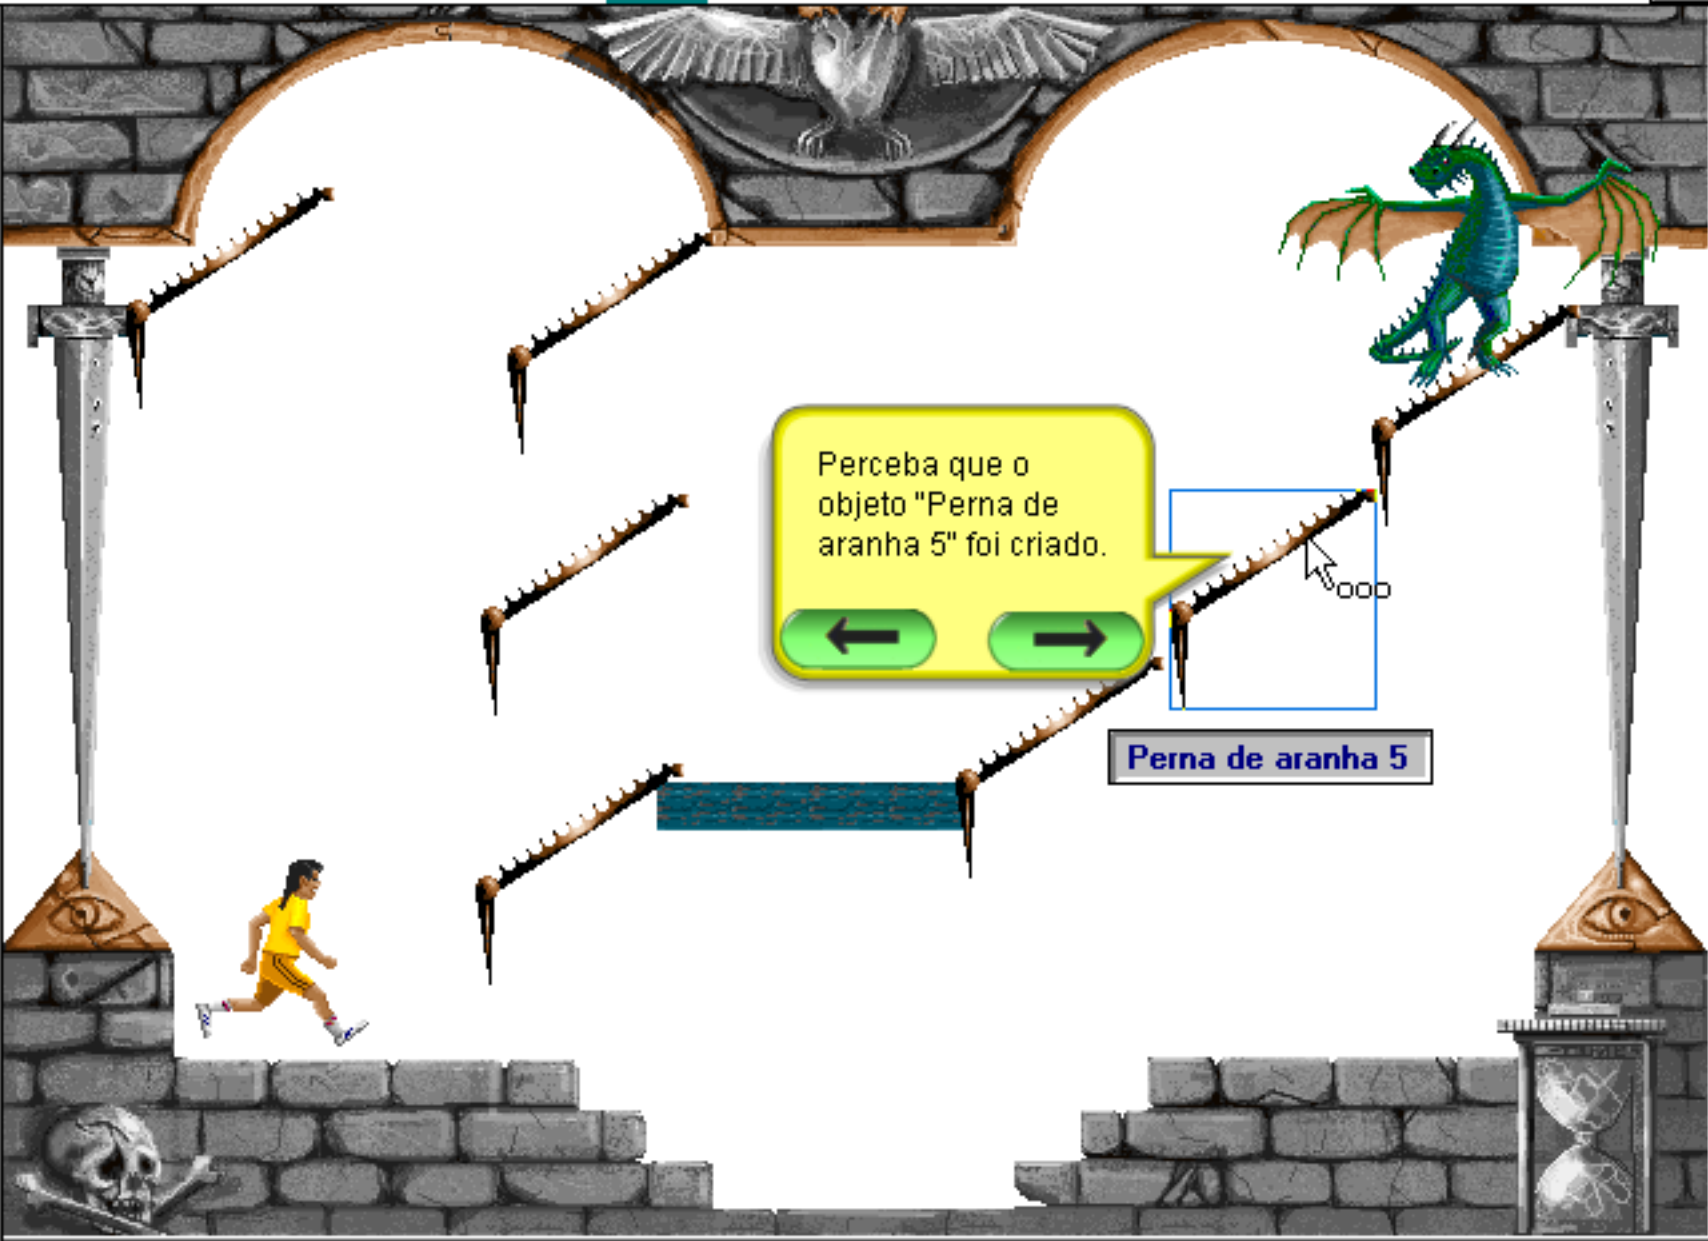 Perceba que o
objeto "Perna de
aranha 5" foi criado.
Perna de aranha 5